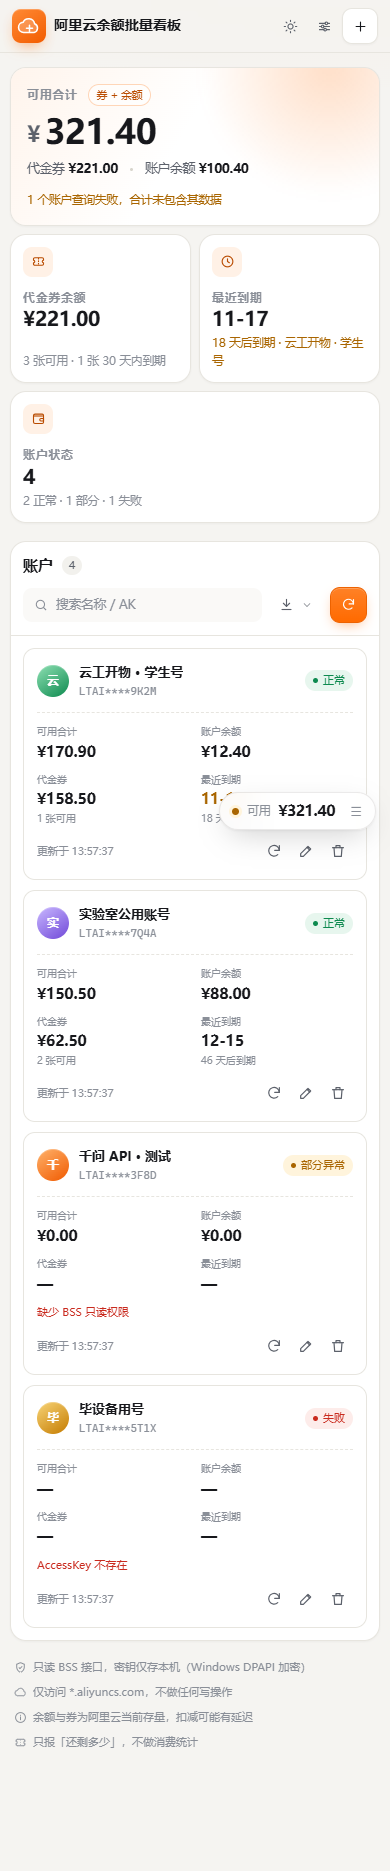 阿里云余额批量看板
可用合计 券 + 余额
¥ 321.40
代金券 ¥221.00 • 账户余额 ¥100.40
1 个账户查询失败，合计未包含其数据
代金券余额
¥221.00
3 张可用 · 1 张 30 天内到期
最近到期
11-17
18 天后到期 · 云工开物 · 学生
号
账户状态
4
2 正常 · 1 部分 · 1 失败
账户 4
搜索名称 / AK
云
云工开物 • 学生号
LTAI****9K2M
正常
可用合计
¥170.90
账户余额
¥12.40
代金券
¥158.50
1 张可用
最近到期
11-
18 天
可用 ¥321.40
更新于 13:57:37
实
实验室公用账号
LTAI****7Q4A
正常
可用合计
¥150.50
账户余额
¥88.00
代金券
¥62.50
2 张可用
最近到期
12-15
46 天后到期
更新于 13:57:37
千
千问 API • 测试
LTAI****3F8D
部分异常
可用合计
¥0.00
账户余额
¥0.00
代金券
—
最近到期
—
缺少 BSS 只读权限
更新于 13:57:37
毕
毕设备用号
LTAI****5T1X
失败
可用合计
—
账户余额
—
代金券
—
最近到期
—
AccessKey 不存在
更新于 13:57:37
只读 BSS 接口，密钥仅存本机（Windows DPAPI 加密）
仅访问 *.aliyuncs.com，不做任何写操作
余额与券为阿里云当前存量，扣减可能有延迟
只报「还剩多少」，不做消费统计